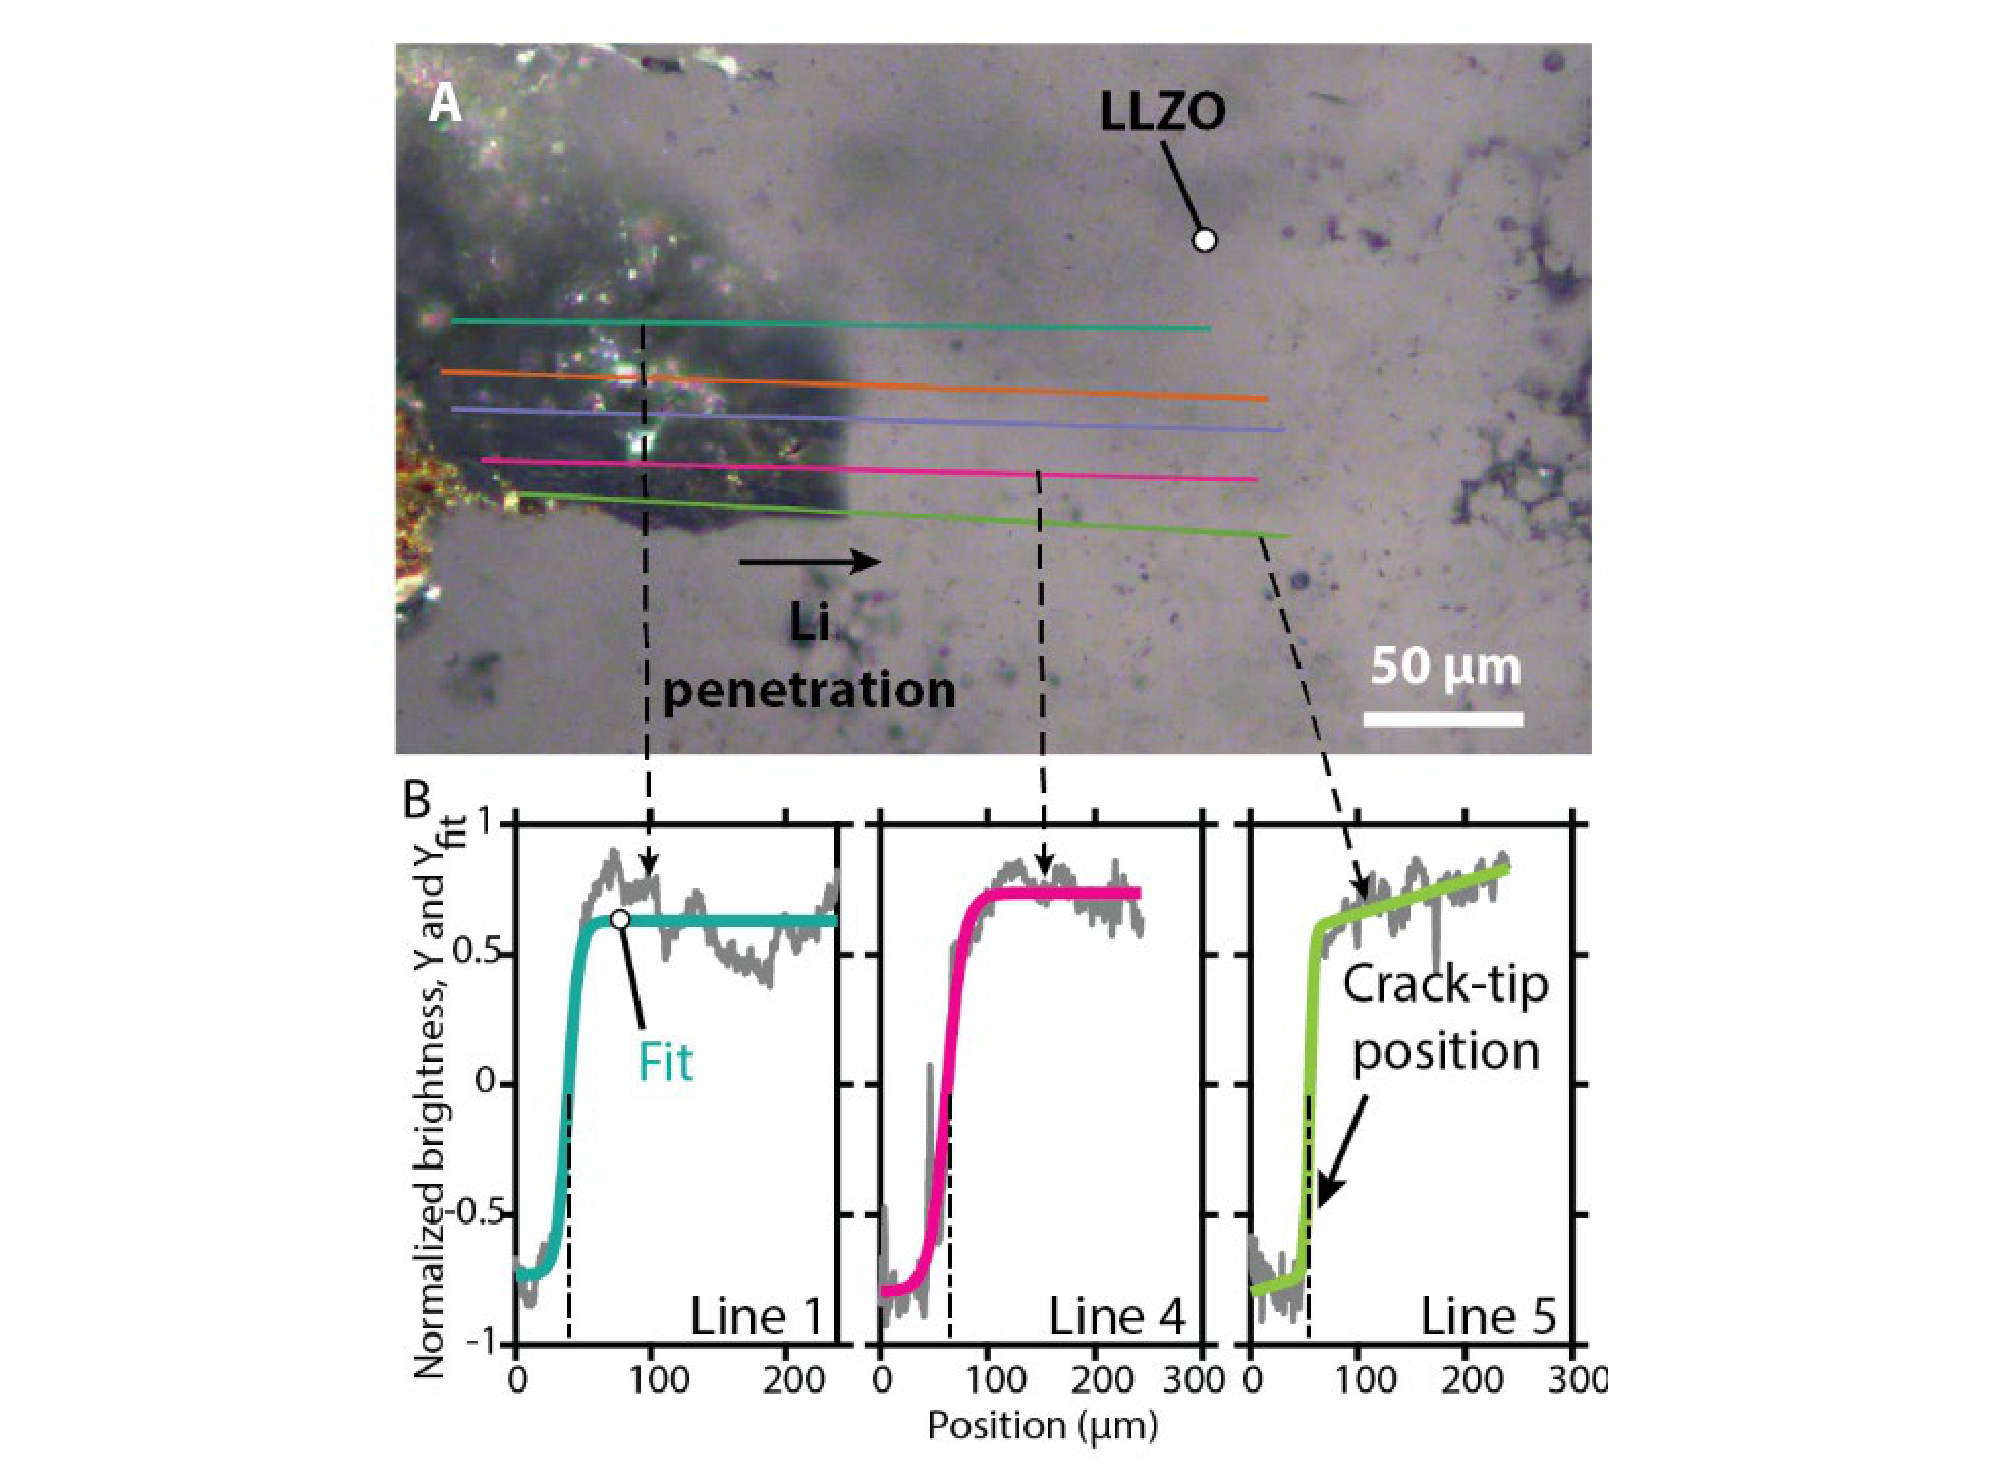 A
LLZO
Li
penetration
50 µm
B
Normalized brightness, Y and Yfit
1
0.5
0
-0.5
-1
Fit
Crack-tip
position
Line 1
Line 4
Line 5
0 100 200
0 100 200 300
0 100 200 300
Position (µm)